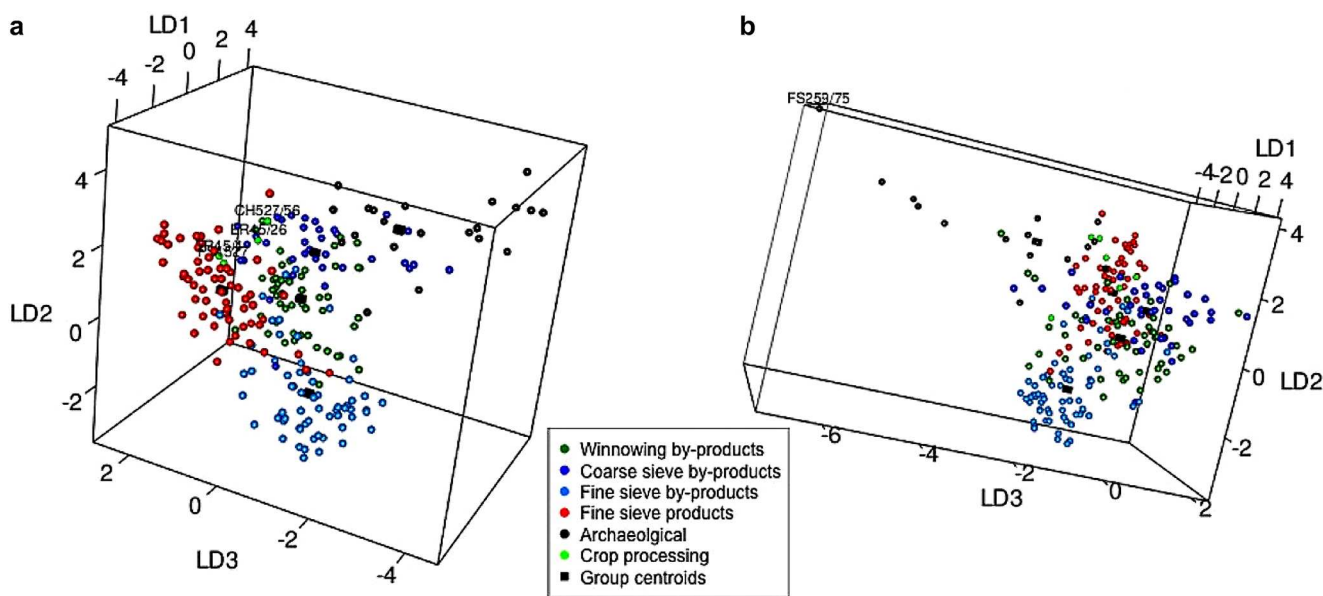 a
LD1
-4 -2 0 2 4
4
2
LD2
0
-2
2
0
-2
-4
LD3
CH527/56
b
FS259/75
LD1
-4 -2 0 2 4
4
2
0
LD2
-2
-6
-4
-2
0
2
LD3
Winnowing by-products
Coarse sieve by-products
Fine sieve by-products
Fine sieve products
Archaeolgical
Crop processing
Group centroids